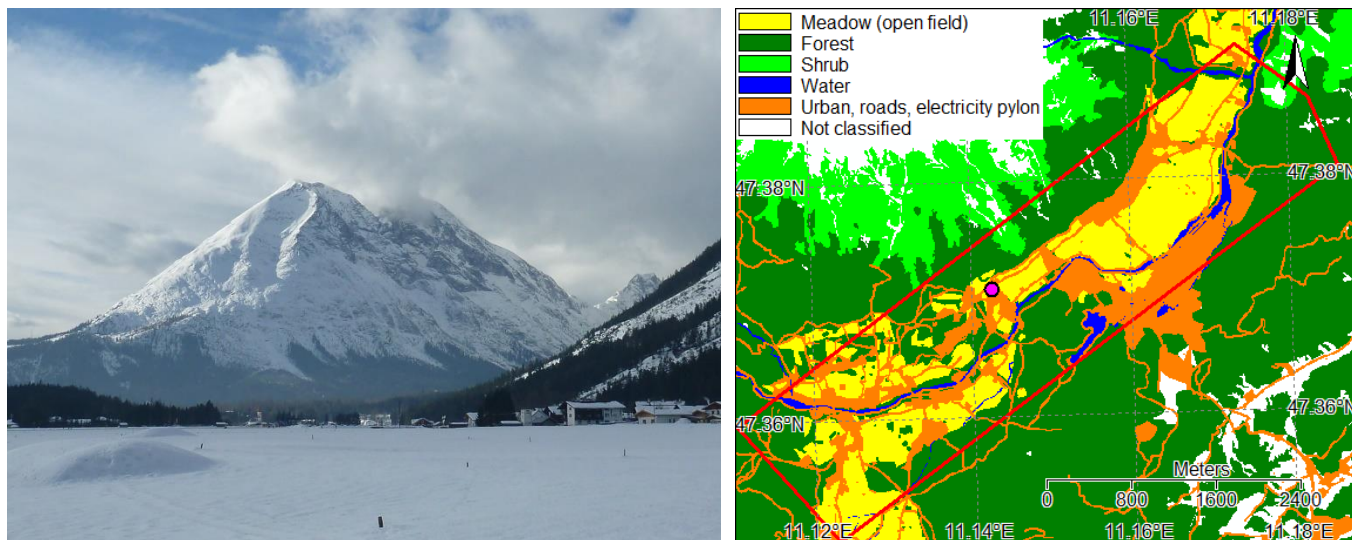 Meadow (open field)
Forest
Shrub
Water
Urban, roads, electricity pylon
Not classified
11.16°E
11.18°E
47.38°N
47.38°N
47.36°N
47.36°N
Meters
0 800 1600 2400
11.12°E
11.14°E
11.16°E
11.18°E